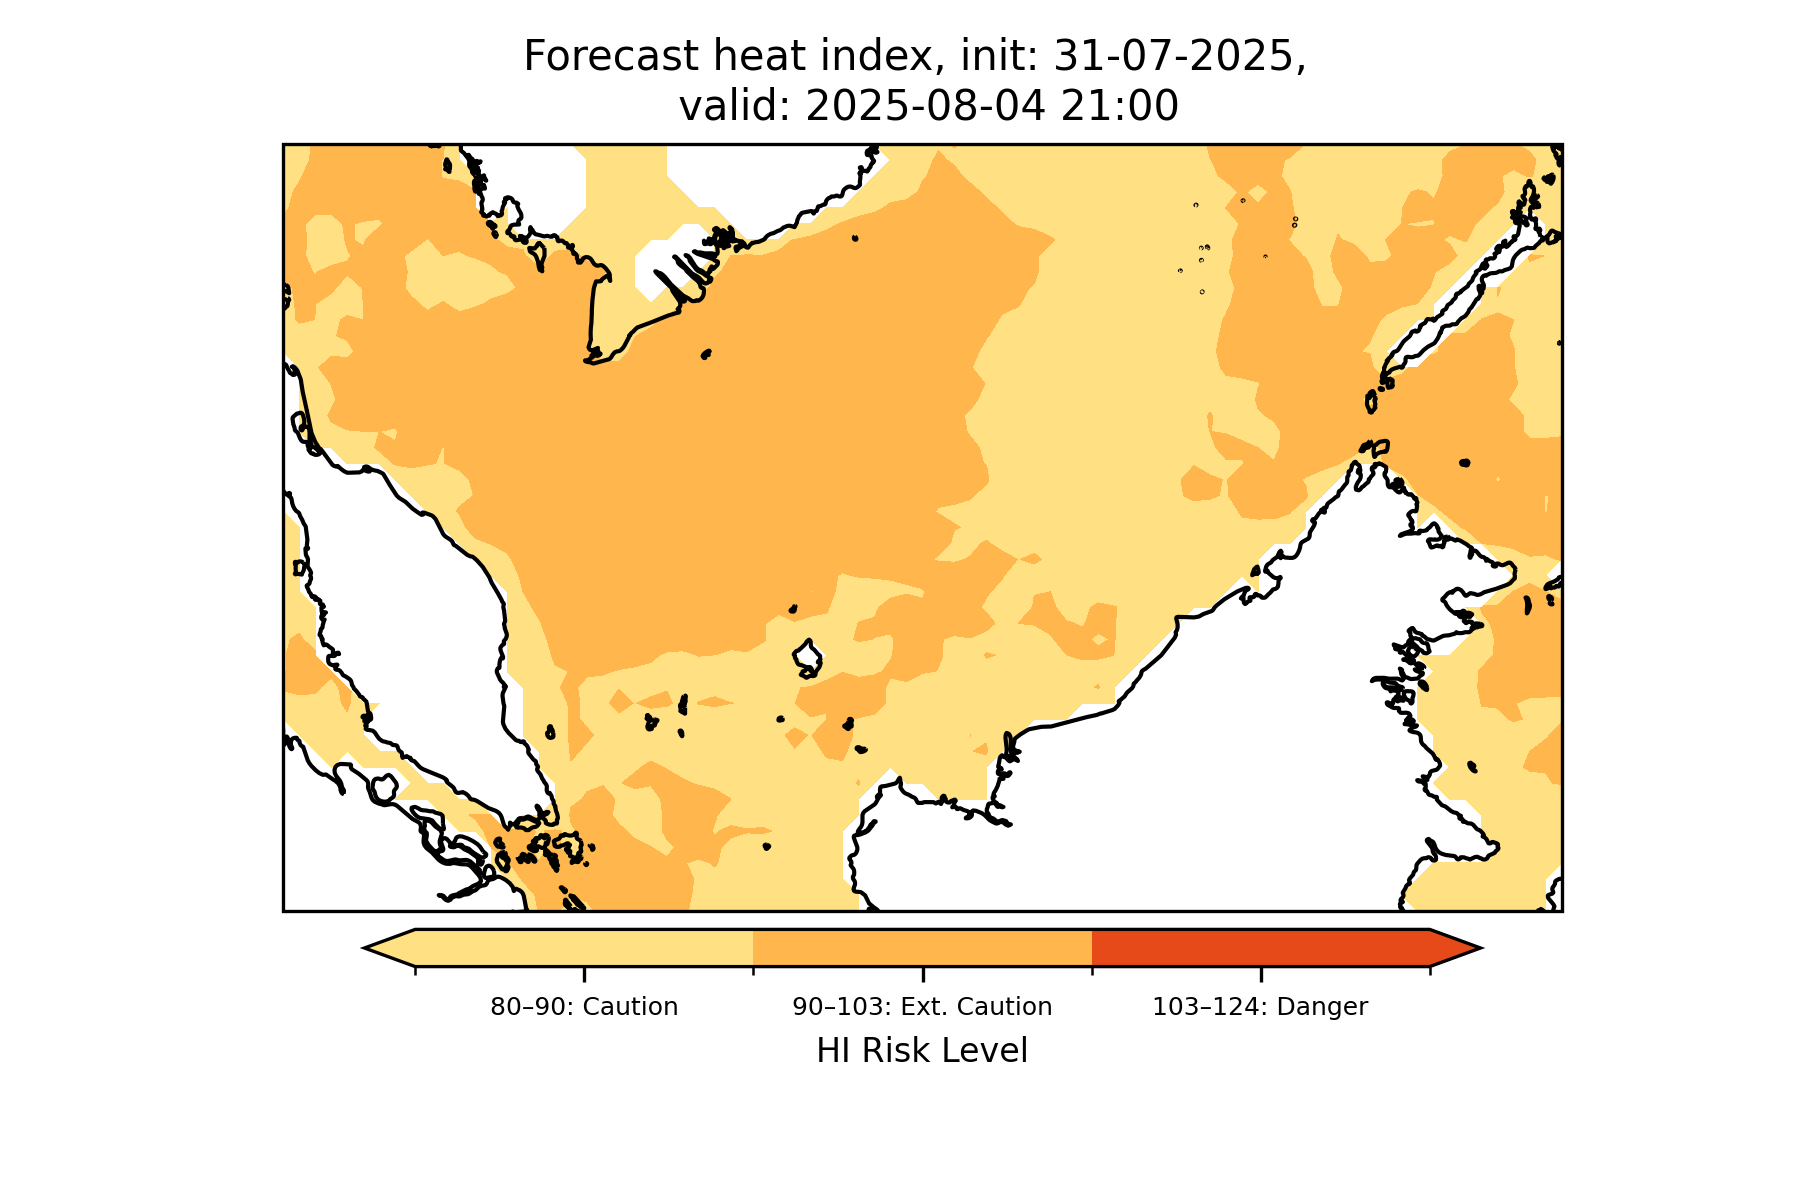 Forecast heat index, init: 31-07-2025,
valid: 2025-08-04 21:00
80–90: Caution
90–103: Ext. Caution
103–124: Danger
HI Risk Level